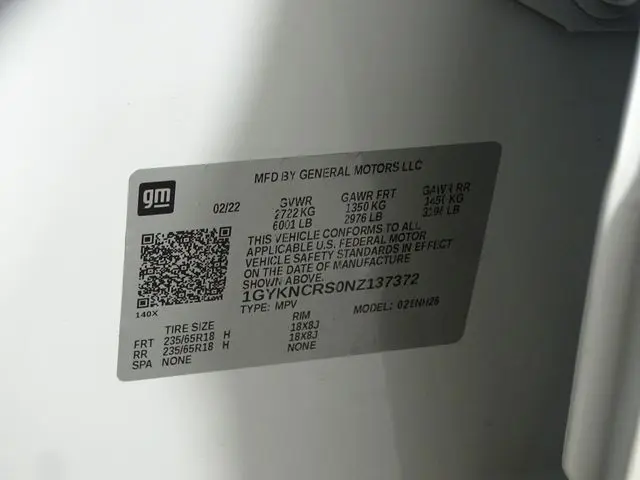 MFD BY GENERAL MOTORS LLC
gm
02/22
GVWR GAWR FRT GAWR RR
2722 KG 1350 KG 1450 KG
6001 LB 2976 LB LB
THIS VEHICLE CONFORMS TO ALL
APPLICABLE U.S. FEDERAL MOTOR
VEHICLE SAFETY STANDARDS IN EFFECT
ON THE DATE OF MANUFACTURE
SHOWN ABOVE.
1GYKNCRS0NZ137372
TYPE: MPV MODEL:
140X
TIRE SIZE RIM
FRT 235/65R18 H 18X8J
RR 235/65R18 H 18X8J
SPA NONE NONE